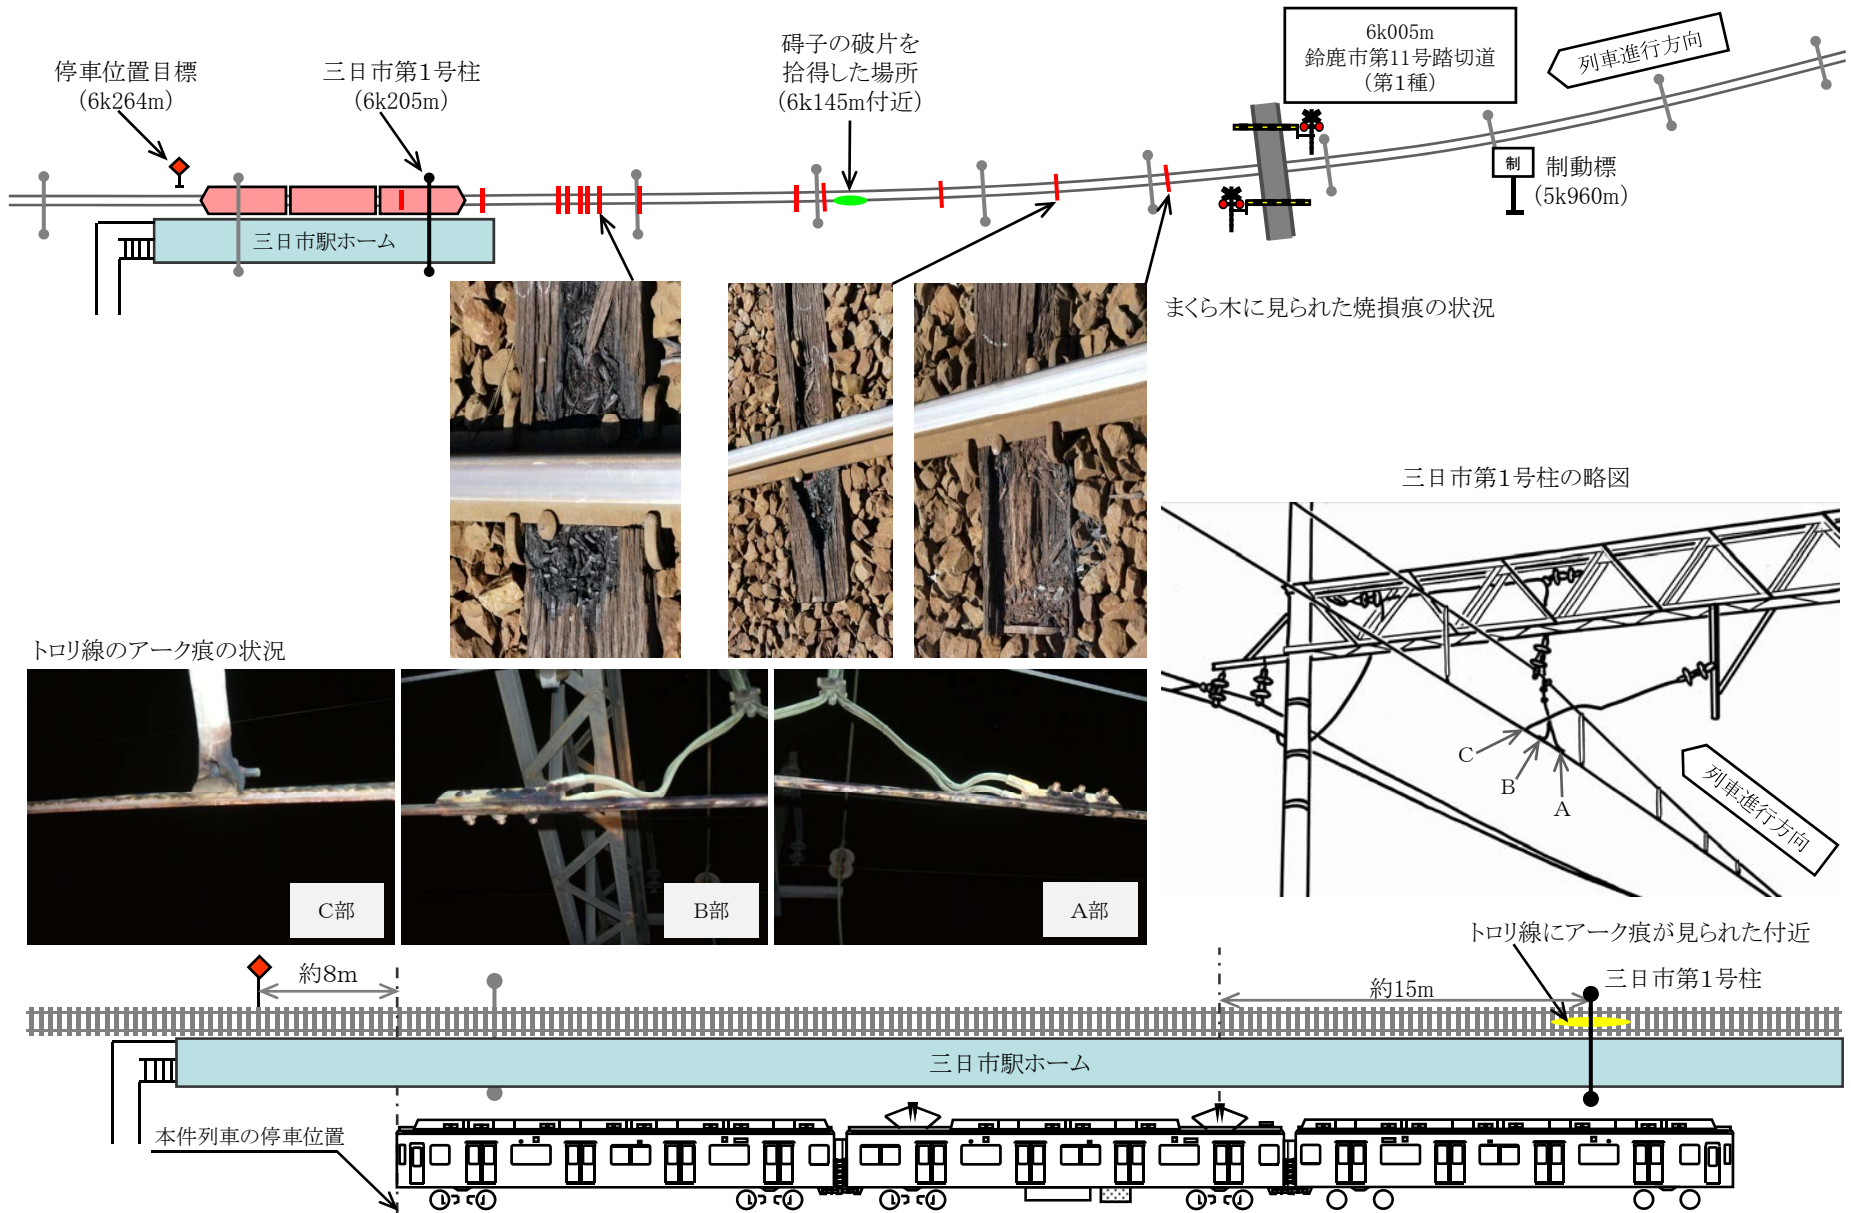 停車位置目標
(6k264m)
三日市第1号柱
(6k205m)
碍子の破片を
拾得した場所
(6k145m付近)
6k005m
鈴鹿市第11号踏切道
(第1種)
列車進行方向
制
制動標
(5k960m)
三日市駅ホーム
まくら木に見られた焼損痕の状況
三日市第1号柱の略図
トロリ線のアーク痕の状況
C
B
A
列車進行方向
C部
B部
A部
トロリ線にアーク痕が見られた付近
約8m
三日市第1号柱
約15m
三日市駅ホーム
本件列車の停車位置